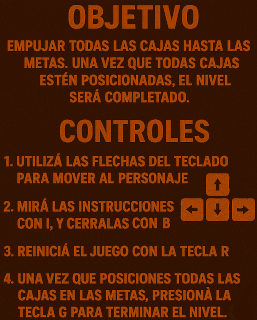 OBJETIVO
EMPUJAR TODAS LAS CAJAS HASTA LAS
METAS. UNA VEZ QUE TODAS CAJAS
ESTÉN POSICIONADAS, EL NIVEL
SERÁ COMPLETADO.
CONTROLES
1. UTILIZÁ LAS FLECHAS DEL TECLADO
PARA MOVER AL PERSONAJE
2. MIRÁ LAS INSTRUCCIONES
CON I, Y CERRALAS CON B
3. REINICIÁ EL JUEGO CON LA TECLA R
4. UNA VEZ QUE POSICIONES TODAS LAS
CAJAS EN LAS METAS, PRESIONÀ LA
TECLA G PARA TERMINAR EL NIVEL.